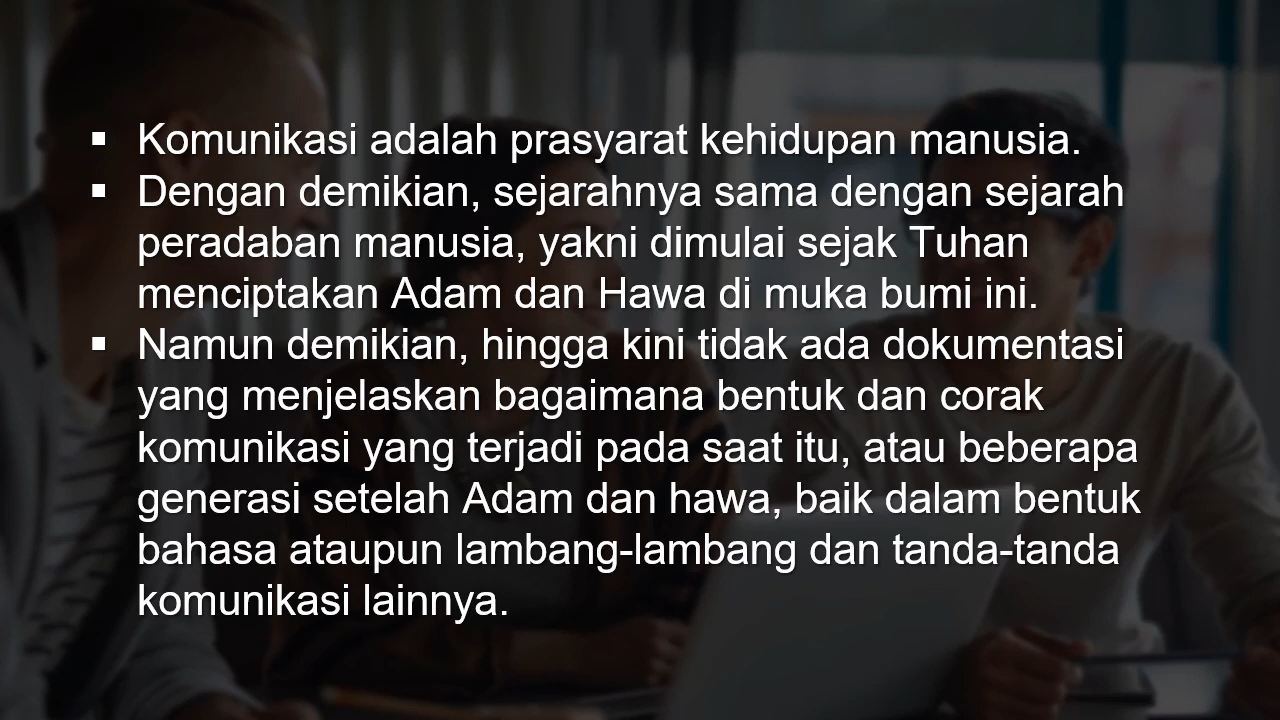 ▪ Komunikasi adalah prasyarat kehidupan manusia.
▪ Dengan demikian, sejarahnya sama dengan sejarah
peradaban manusia, yakni dimulai sejak Tuhan
menciptakan Adam dan Hawa di muka bumi ini.
▪ Namun demikian, hingga kini tidak ada dokumentasi
yang menjelaskan bagaimana bentuk dan corak
komunikasi yang terjadi pada saat itu, atau beberapa
generasi setelah Adam dan hawa, baik dalam bentuk
bahasa ataupun lambang-lambang dan tanda-tanda
komunikasi lainnya.